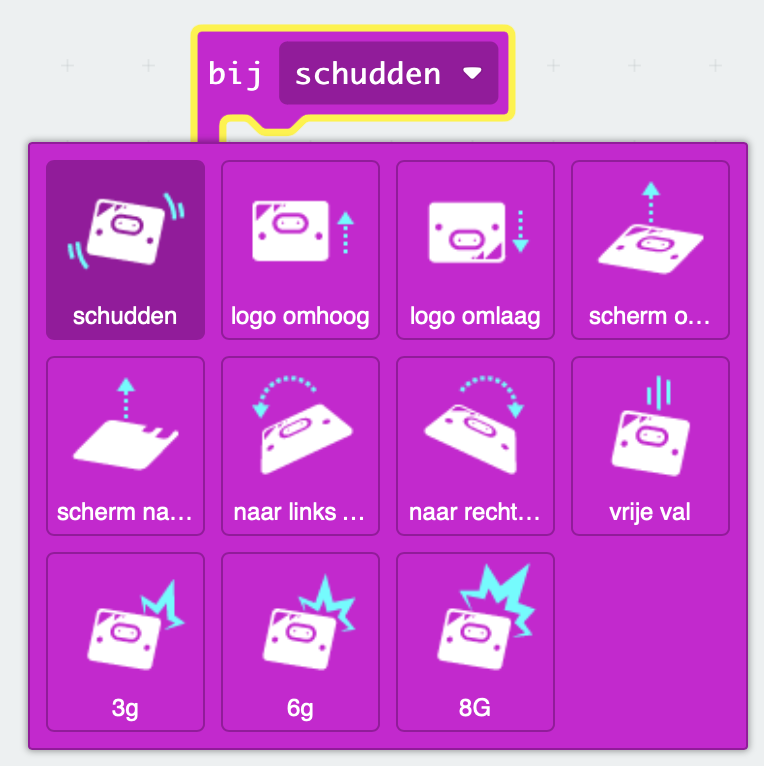 bij schudden
schudden
logo omhoog
logo omlaag
scherm o...
scherm na...
naar links ...
naar recht...
vrije val
3g
6g
8G